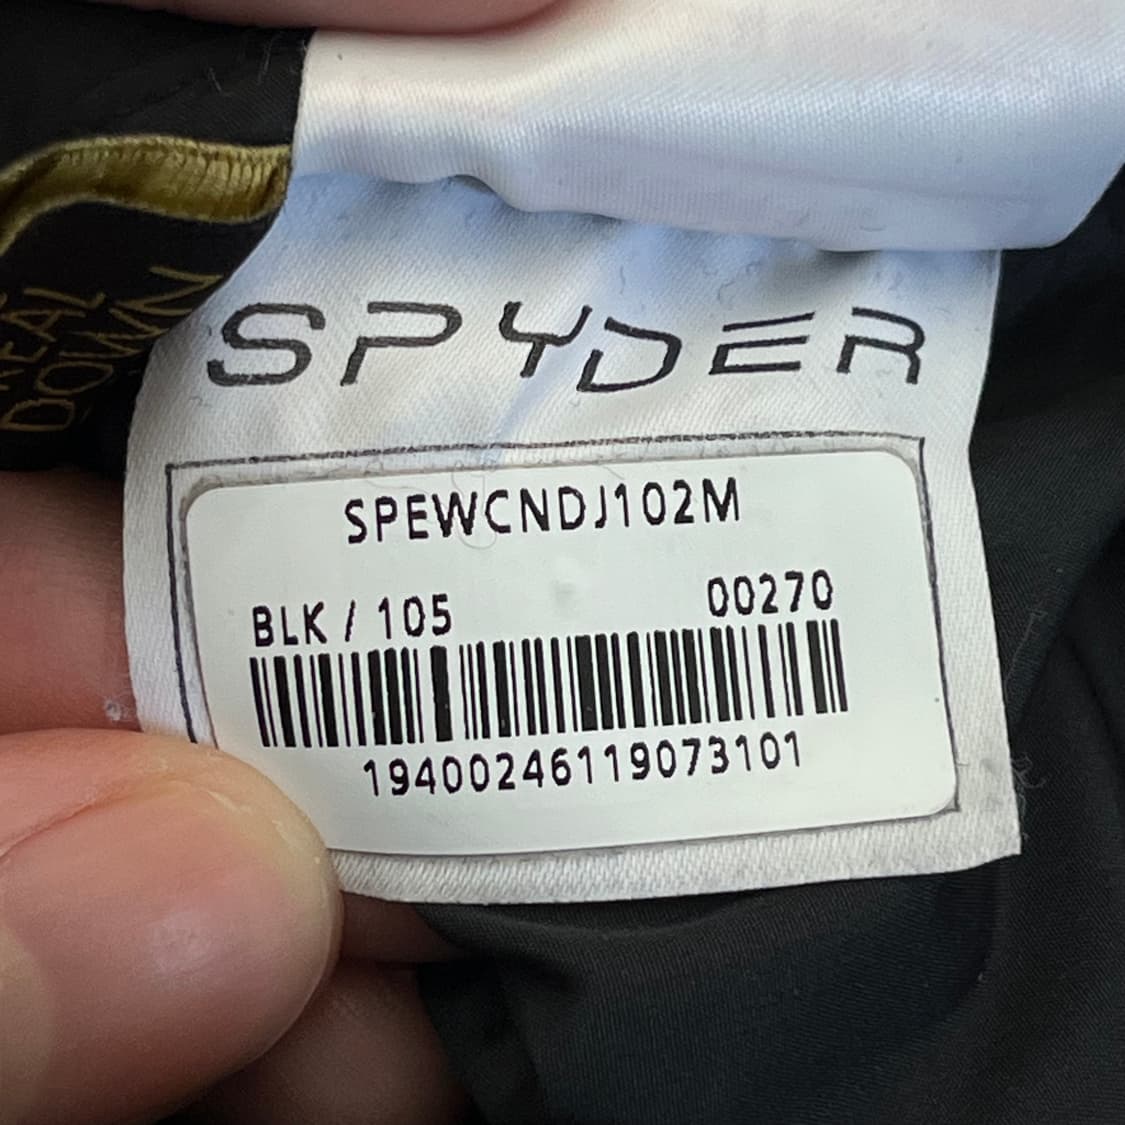 SPYDER
REAL
DOWN
SPEWCNDJ102M
BLK / 105
00270
19400246119073101